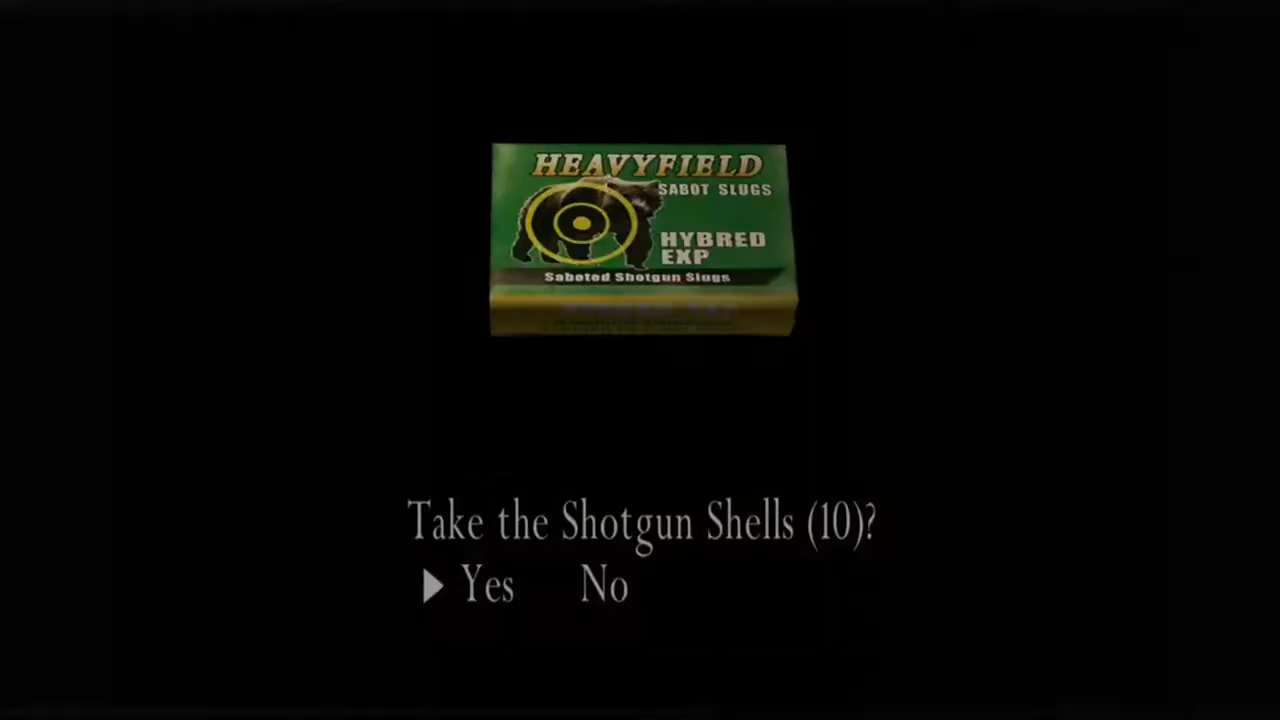 HEAVYFIELD
SABOT SLUGS
HYBRED
EXP
Saboted Shotgun Slugs
Take the Shotgun Shells (10)?
Yes No